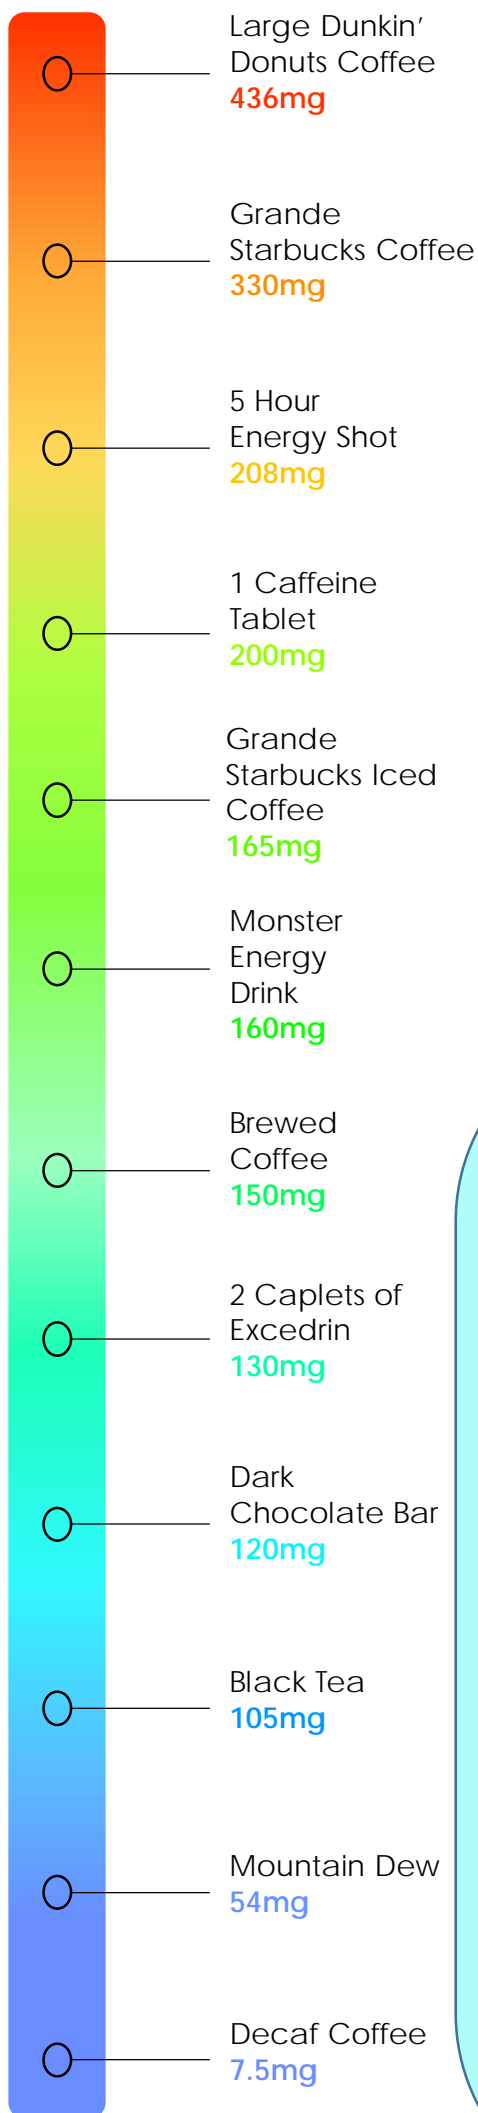 Large Dunkin’
Donuts Coffee
436mg
Grande
Starbucks Coffee
330mg
5 Hour
Energy Shot
208mg
1 Caffeine
Tablet
200mg
Grande
Starbucks Iced
Coffee
165mg
Monster
Energy
Drink
160mg
Brewed
Coffee
150mg
2 Caplets of
Excedrin
130mg
Dark
Chocolate Bar
120mg
Black Tea
105mg
Mountain Dew
54mg
Decaf Coffee
7.5mg